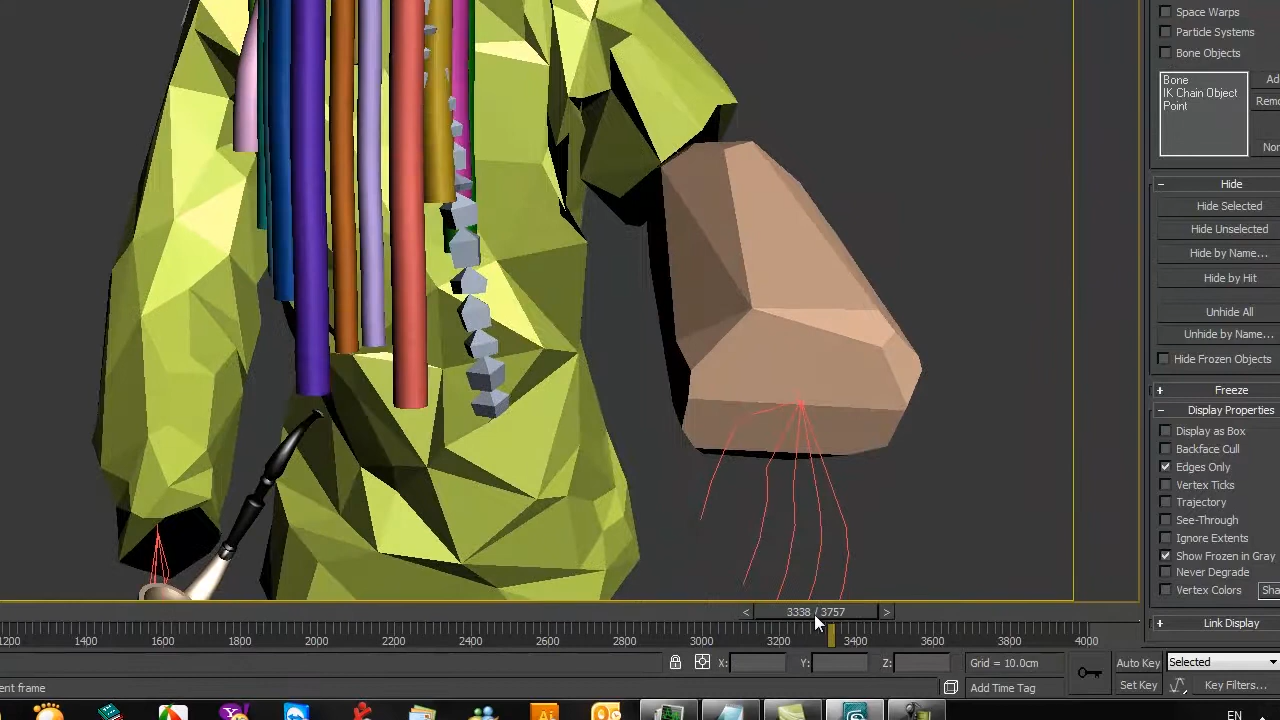 Space Warps
Particle Systems
Bone Objects
Bone
IK Chain Object
Point
Hide
Hide Selected
Hide Unselected
Hide by Name...
Hide by Hit
Unhide All
Unhide by Name...
Hide Frozen Objects
Freeze
Display Properties
Display as Box
Backface Cull
Edges Only
Vertex Ticks
Trajectory
See-Through
Ignore Extents
Show Frozen in Gray
Never Degrade
Vertex Colors
Link Display
< 3338 / 3757 >
1200 1400 1600 1800 2000 2200 2400 2600 2800 3000 3200 3400 3600 3800 4000
X: Y: Z: Grid = 10.0cm Auto Key Selected
ent frame Add Time Tag Set Key Key Filters...
Ai EN